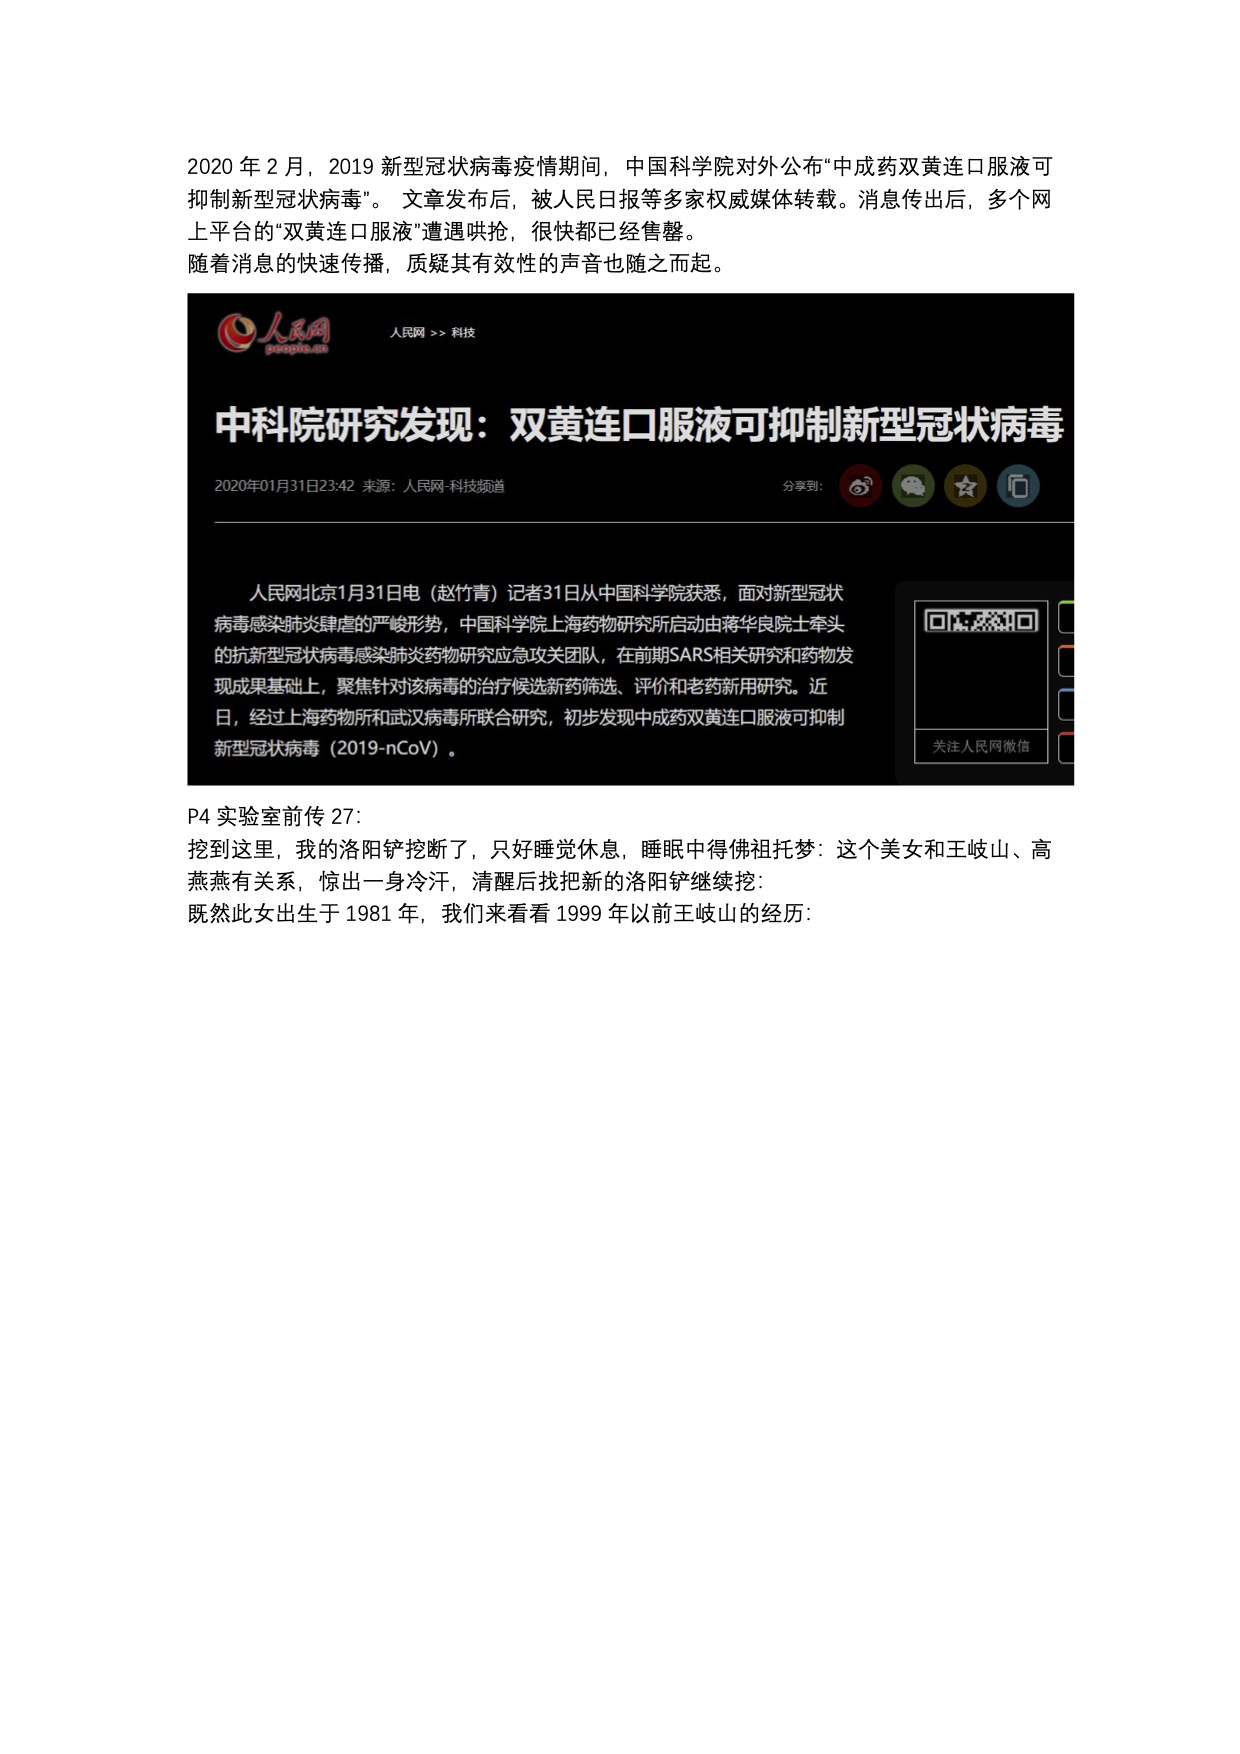 2020 年 2 月，2019 新型冠状病毒疫情期间，中国科学院对外公布“中成药双黄连口服液可
抑制新型冠状病毒”。 文章发布后，被人民日报等多家权威媒体转载。消息传出后，多个网
上平台的“双黄连口服液”遭遇哄抢，很快都已经售罄。
随着消息的快速传播，质疑其有效性的声音也随之而起。
人民网
people.cn
人民网 >> 科技
中科院研究发现：双黄连口服液可抑制新型冠状病毒
2020年01月31日23:42 来源：人民网-科技频道
分享到：
人民网北京1月31日电（赵竹青）记者31日从中国科学院获悉，面对新型冠状
病毒感染肺炎肆虐的严峻形势，中国科学院上海药物研究所启动由蒋华良院士牵头
的抗新型冠状病毒感染肺炎药物研究应急攻关团队，在前期SARS相关研究和药物发
现成果基础上，聚焦针对该病毒的治疗候选新药筛选、评价和老药新用研究。近
日，经过上海药物所和武汉病毒所联合研究，初步发现中成药双黄连口服液可抑制
新型冠状病毒（2019-nCoV）。
关注人民网微信
P4 实验室前传 27：
挖到这里，我的洛阳铲挖断了，只好睡觉休息，睡眠中得佛祖托梦：这个美女和王岐山、高
燕燕有关系，惊出一身冷汗，清醒后找把新的洛阳铲继续挖：
既然此女出生于 1981 年，我们来看看 1999 年以前王岐山的经历：